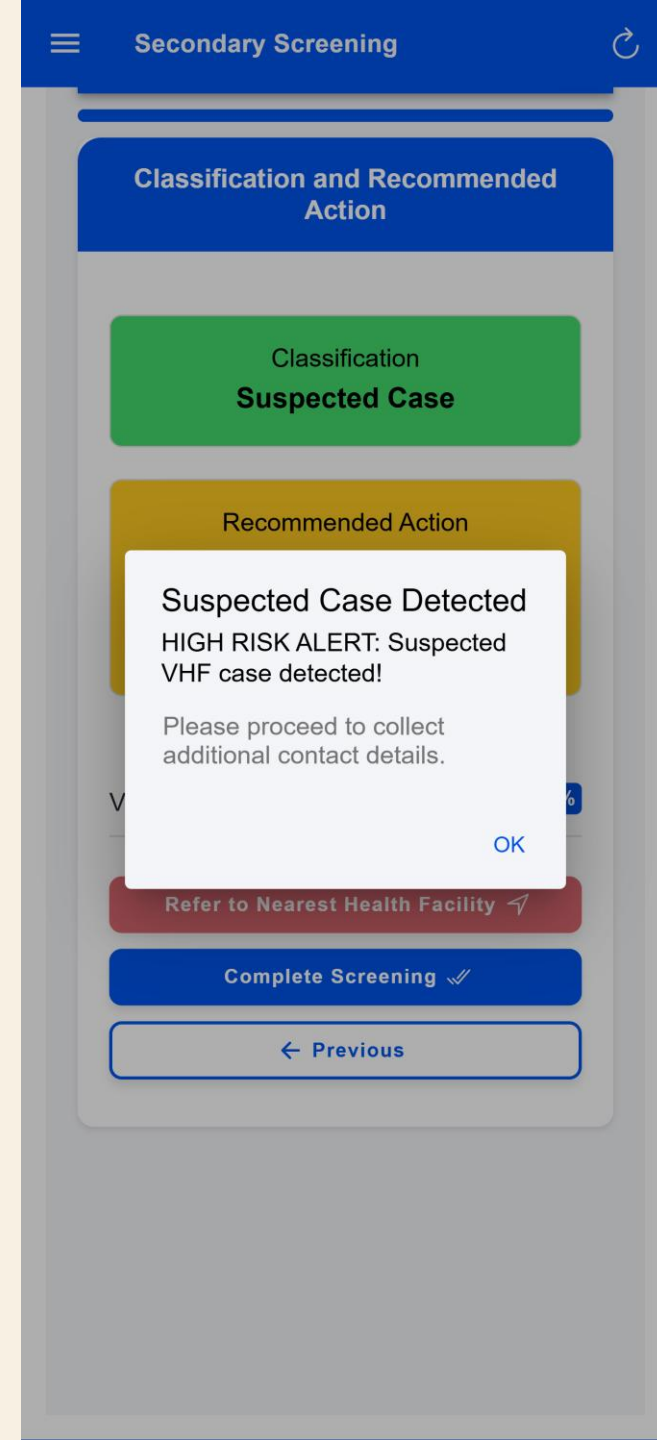 Secondary Screening
Classification and Recommended
Action
Classification
Suspected Case
Recommended Action
Suspected Case Detected
HIGH RISK ALERT: Suspected
VHF case detected!
Please proceed to collect
additional contact details.
V
%
OK
Refer to Nearest Health Facility
Complete Screening
Previous